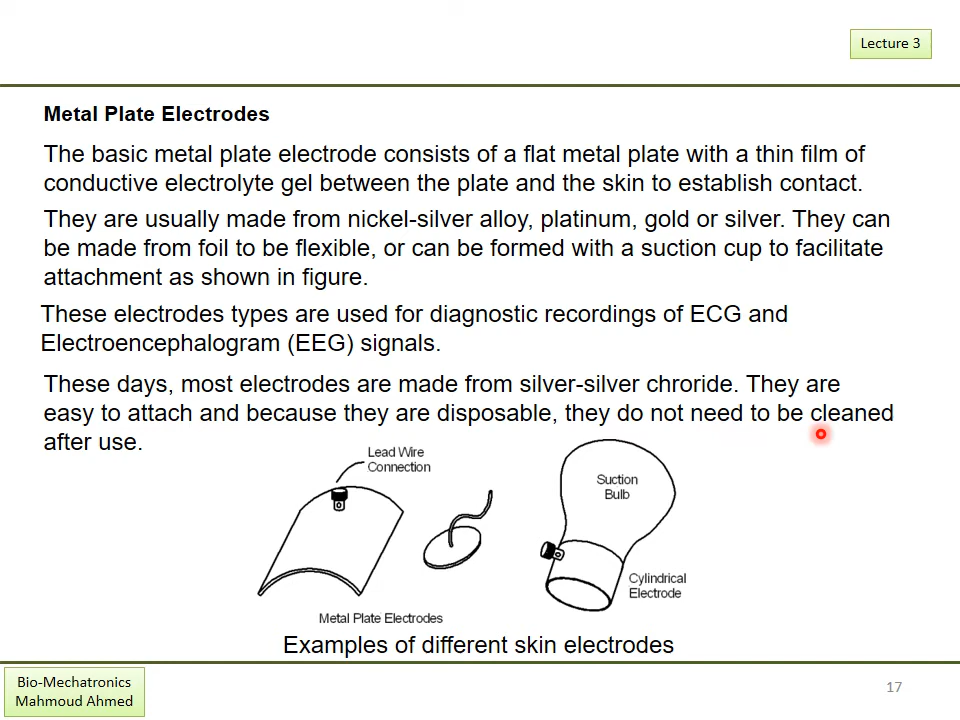 Lecture 3
Metal Plate Electrodes
The basic metal plate electrode consists of a flat metal plate with a thin film of
conductive electrolyte gel between the plate and the skin to establish contact.
They are usually made from nickel-silver alloy, platinum, gold or silver. They can
be made from foil to be flexible, or can be formed with a suction cup to facilitate
attachment as shown in figure.
These electrodes types are used for diagnostic recordings of ECG and
Electroencephalogram (EEG) signals.
These days, most electrodes are made from silver-silver chroride. They are
easy to attach and because they are disposable, they do not need to be cleaned
after use.
Lead Wire
Connection
Suction
Bulb
Cylindrical
Electrode
Metal Plate Electrodes
Examples of different skin electrodes
Bio-Mechatronics
Mahmoud Ahmed
17